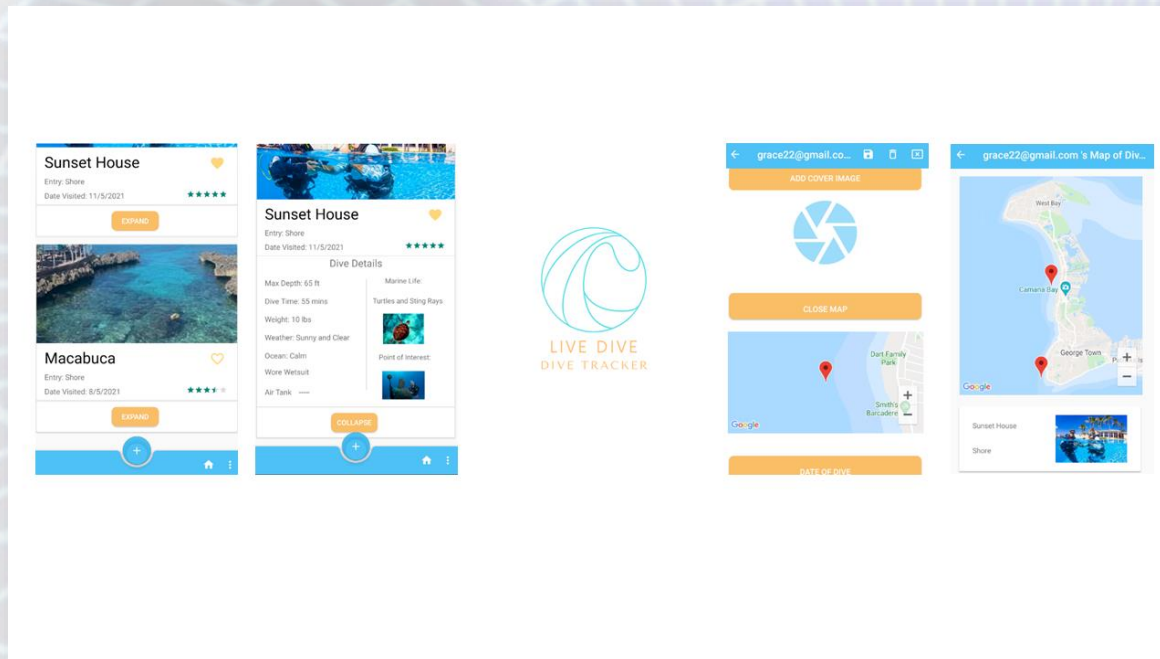 Sunset House
Entry: Shore
Date Visited: 11/5/2021
EXPAND
Macabuca
Entry: Shore
Date Visited: 8/5/2021
EXPAND
+
Sunset House
Entry: Shore
Date Visited: 11/5/2021
Dive Details
Max Depth: 65 ft
Dive Time: 55 mins
Weight: 10 lbs
Weather: Sunny and Clear
Ocean: Calm
Wore Wetsuit
Air Tank
Marine Life:
Turtles and Sting Rays
Point of Interest:
COLLAPSE
+
LIVE DIVE
DIVE TRACKER
grace22@gmail.co...
ADD COVER IMAGE
CLOSE MAP
Dart Family
Park
Smith's
Barcadere
+
−
Google
DATE OF DIVE
grace22@gmail.com 's Map of Div...
West Bay
Camana Bay
George Town
+
−
Google
Sunset House
Shore